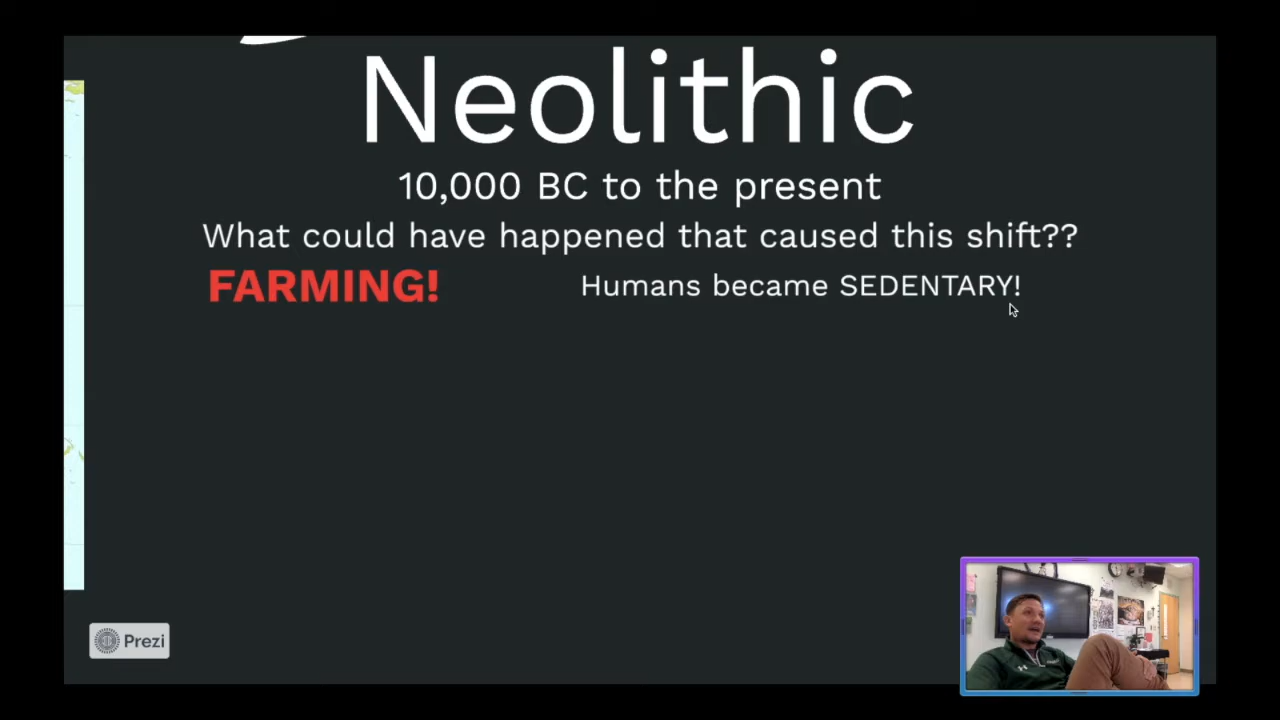 Neolithic
10,000 BC to the present
What could have happened that caused this shift??
FARMING!
Humans became SEDENTARY!
Prezi